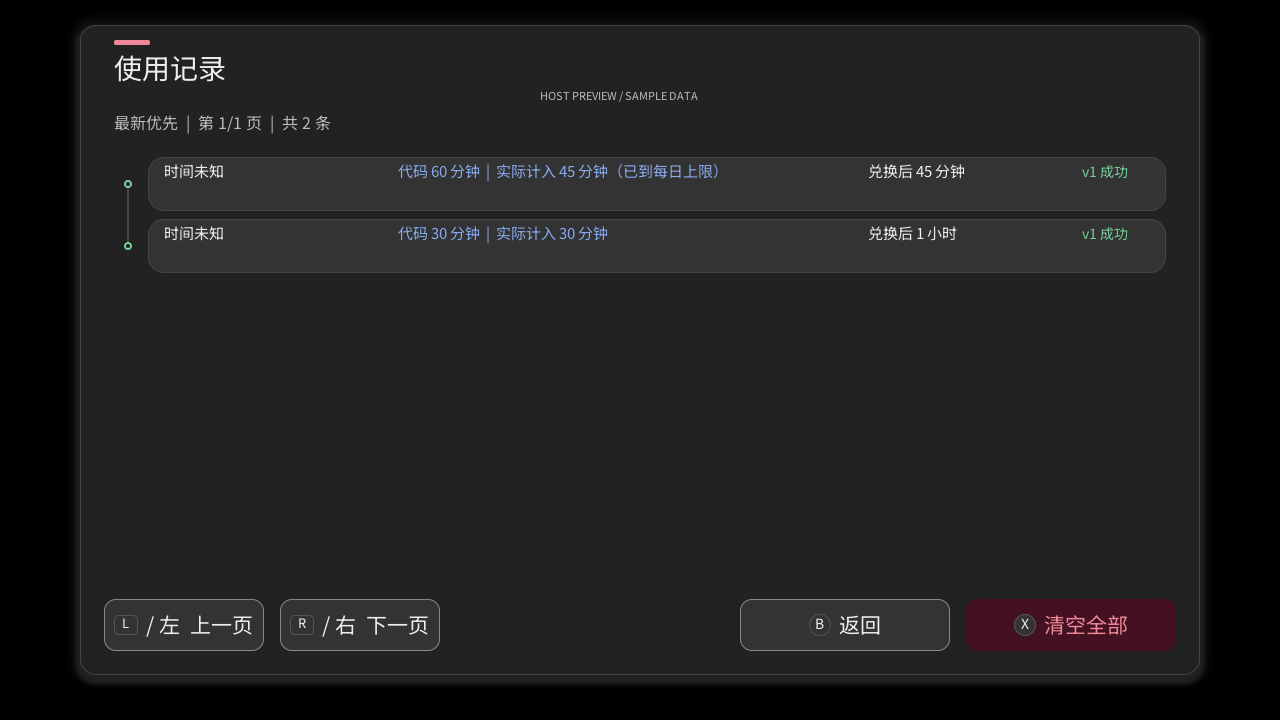 使用记录
HOST PREVIEW / SAMPLE DATA
最新优先 | 第 1/1 页 | 共 2 条
时间未知 代码 60 分钟 | 实际计入 45 分钟（已到每日上限） 兑换后 45 分钟 v1 成功
时间未知 代码 30 分钟 | 实际计入 30 分钟 兑换后 1 小时 v1 成功
L / 左 上一页 R / 右 下一页 B 返回 X 清空全部